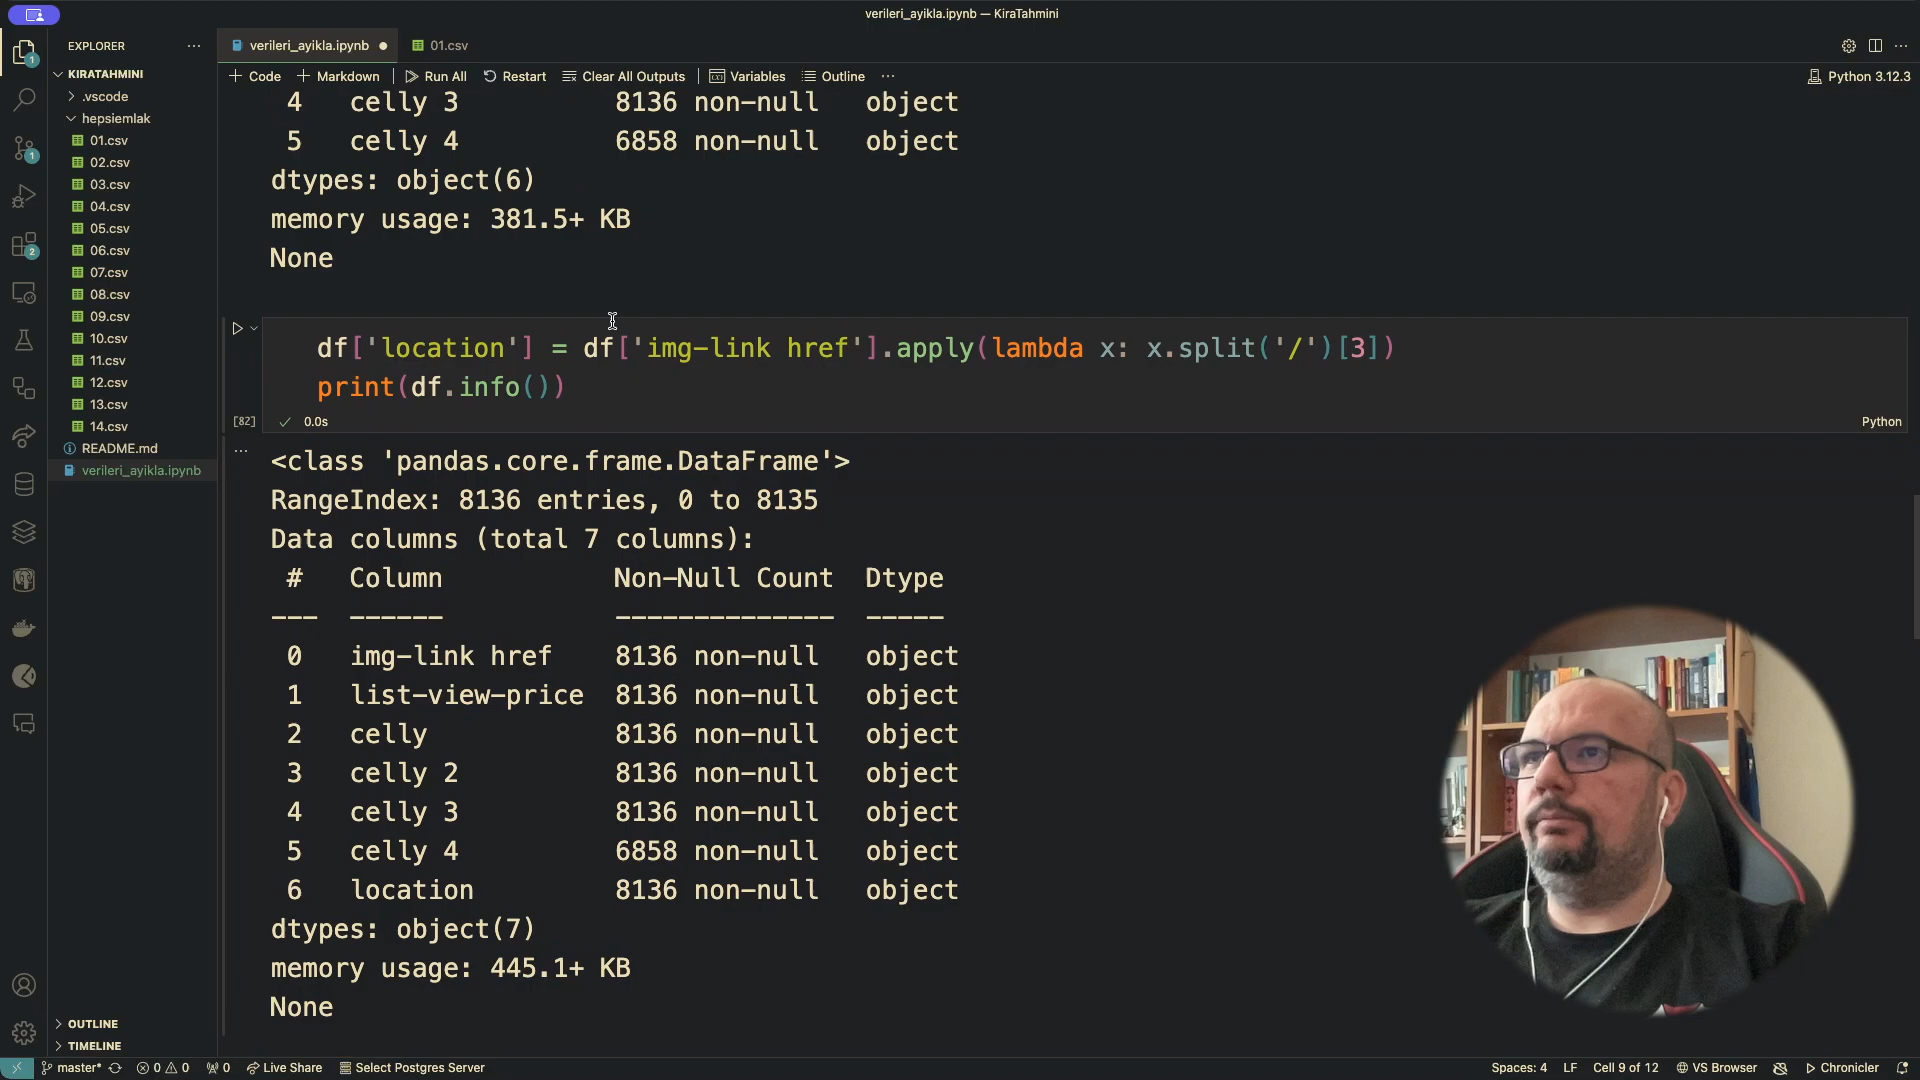 verileri_ayikla.ipynb — KiraTahmini
EXPLORER
KIRATAHMINI
.vscode
hepsiemlak
01.csv
02.csv
03.csv
04.csv
05.csv
06.csv
07.csv
08.csv
09.csv
10.csv
11.csv
12.csv
13.csv
14.csv
README.md
verileri_ayikla.ipynb
OUTLINE
TIMELINE
1
1
2
verileri_ayikla.ipynb
01.csv
Code
Markdown
Run All
Restart
Clear All Outputs
Variables
Outline
Python 3.12.3
4 celly 3 8136 non-null object
5 celly 4 6858 non-null object
dtypes: object(6)
memory usage: 381.5+ KB
None
df['location'] = df['img-link href'].apply(lambda x: x.split('/')[3])
print(df.info())
[82] 0.0s Python
<class 'pandas.core.frame.DataFrame'>
RangeIndex: 8136 entries, 0 to 8135
Data columns (total 7 columns):
# Column Non-Null Count Dtype
--- ------ -------------- -----
0 img-link href 8136 non-null object
1 list-view-price 8136 non-null object
2 celly 8136 non-null object
3 celly 2 8136 non-null object
4 celly 3 8136 non-null object
5 celly 4 6858 non-null object
6 location 8136 non-null object
dtypes: object(7)
memory usage: 445.1+ KB
None
master* 0 0 0 Live Share Select Postgres Server
Spaces: 4 LF Cell 9 of 12 VS Browser Chronicler